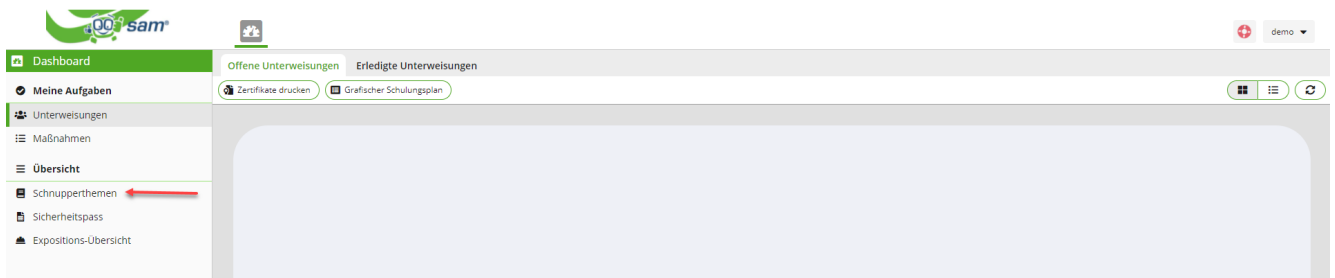 sam®
demo
Dashboard
Meine Aufgaben
Unterweisungen
Maßnahmen
Übersicht
Schnupperthemen
Sicherheitspass
Expositions-Übersicht
Offene Unterweisungen Erledigte Unterweisungen
Zertifikate drucken Grafischer Schulungsplan